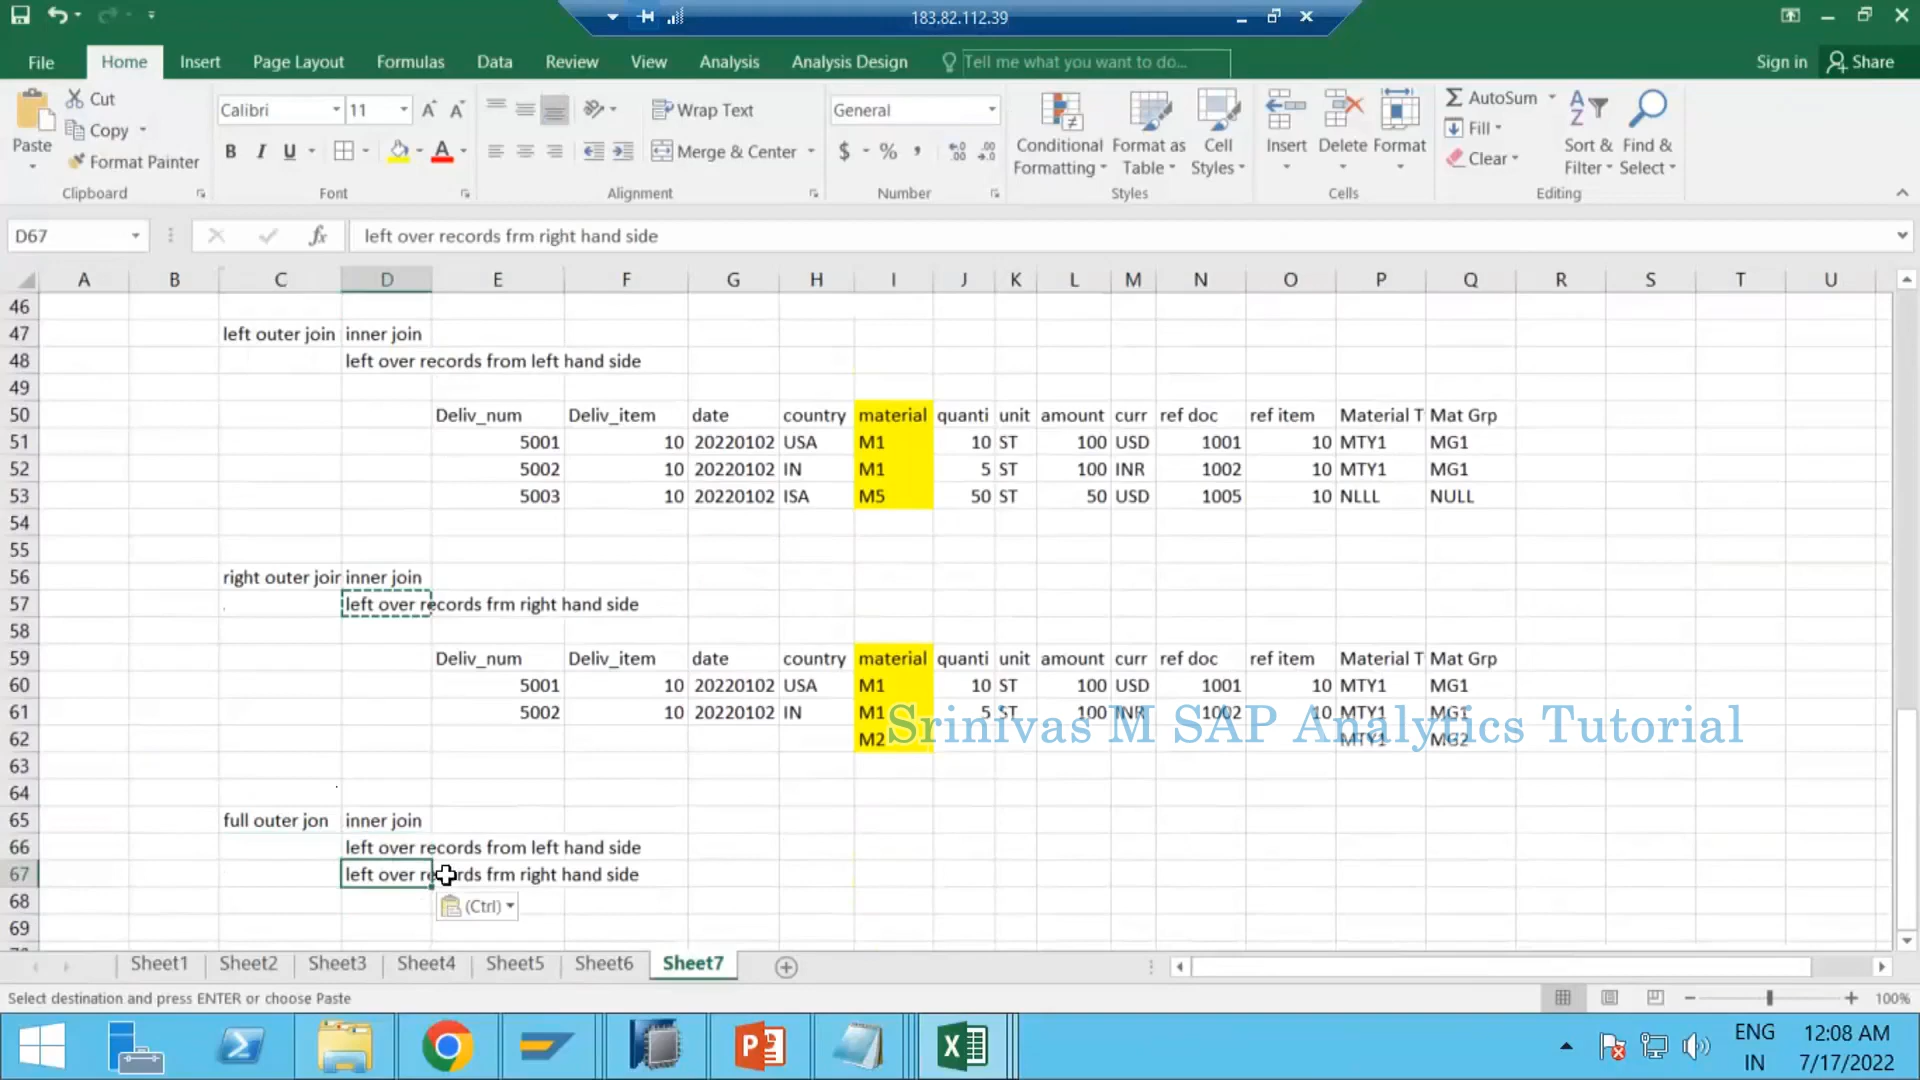 183.82.112.39
File Home Insert Page Layout Formulas Data Review View Analysis Analysis Design Tell me what you want to do... Sign in Share
Paste Cut Copy Format Painter Clipboard
Calibri 11 A A B I U A Font
Wrap Text Merge & Center Alignment
General $ % , Number
Conditional Formatting Format as Table Cell Styles Styles
Insert Delete Format Cells
AutoSum Fill Clear Sort & Filter Find & Select Editing
D67 fx left over records frm right hand side
A B C D E F G H I J K L M N O P Q R S T U
46
47 left outer join inner join
48 left over records from left hand side
49
50 Deliv_num Deliv_item date country material quanti unit amount curr ref doc ref item Material T Mat Grp
51 5001 10 20220102 USA M1 10 ST 100 USD 1001 10 MTY1 MG1
52 5002 10 20220102 IN M1 5 ST 100 INR 1002 10 MTY1 MG1
53 5003 10 20220102 ISA M5 50 ST 50 USD 1005 10 NLLL NULL
54
55
56 right outer joir inner join
57 left over records frm right hand side
58
59 Deliv_num Deliv_item date country material quanti unit amount curr ref doc ref item Material T Mat Grp
60 5001 10 20220102 USA M1 10 ST 100 USD 1001 10 MTY1 MG1
61 5002 10 20220102 IN M1 5 ST 100 INR 1002 10 MTY1 MG1
Srinivas M SAP Analytics Tutorial
62 M2 MTY1 MG2
63
64
65 full outer jon inner join
66 left over records from left hand side
67 left over records frm right hand side
68 (Ctrl)
69
Sheet1 Sheet2 Sheet3 Sheet4 Sheet5 Sheet6 Sheet7
Select destination and press ENTER or choose Paste 100%
ENG 12:08 AM
IN 7/17/2022